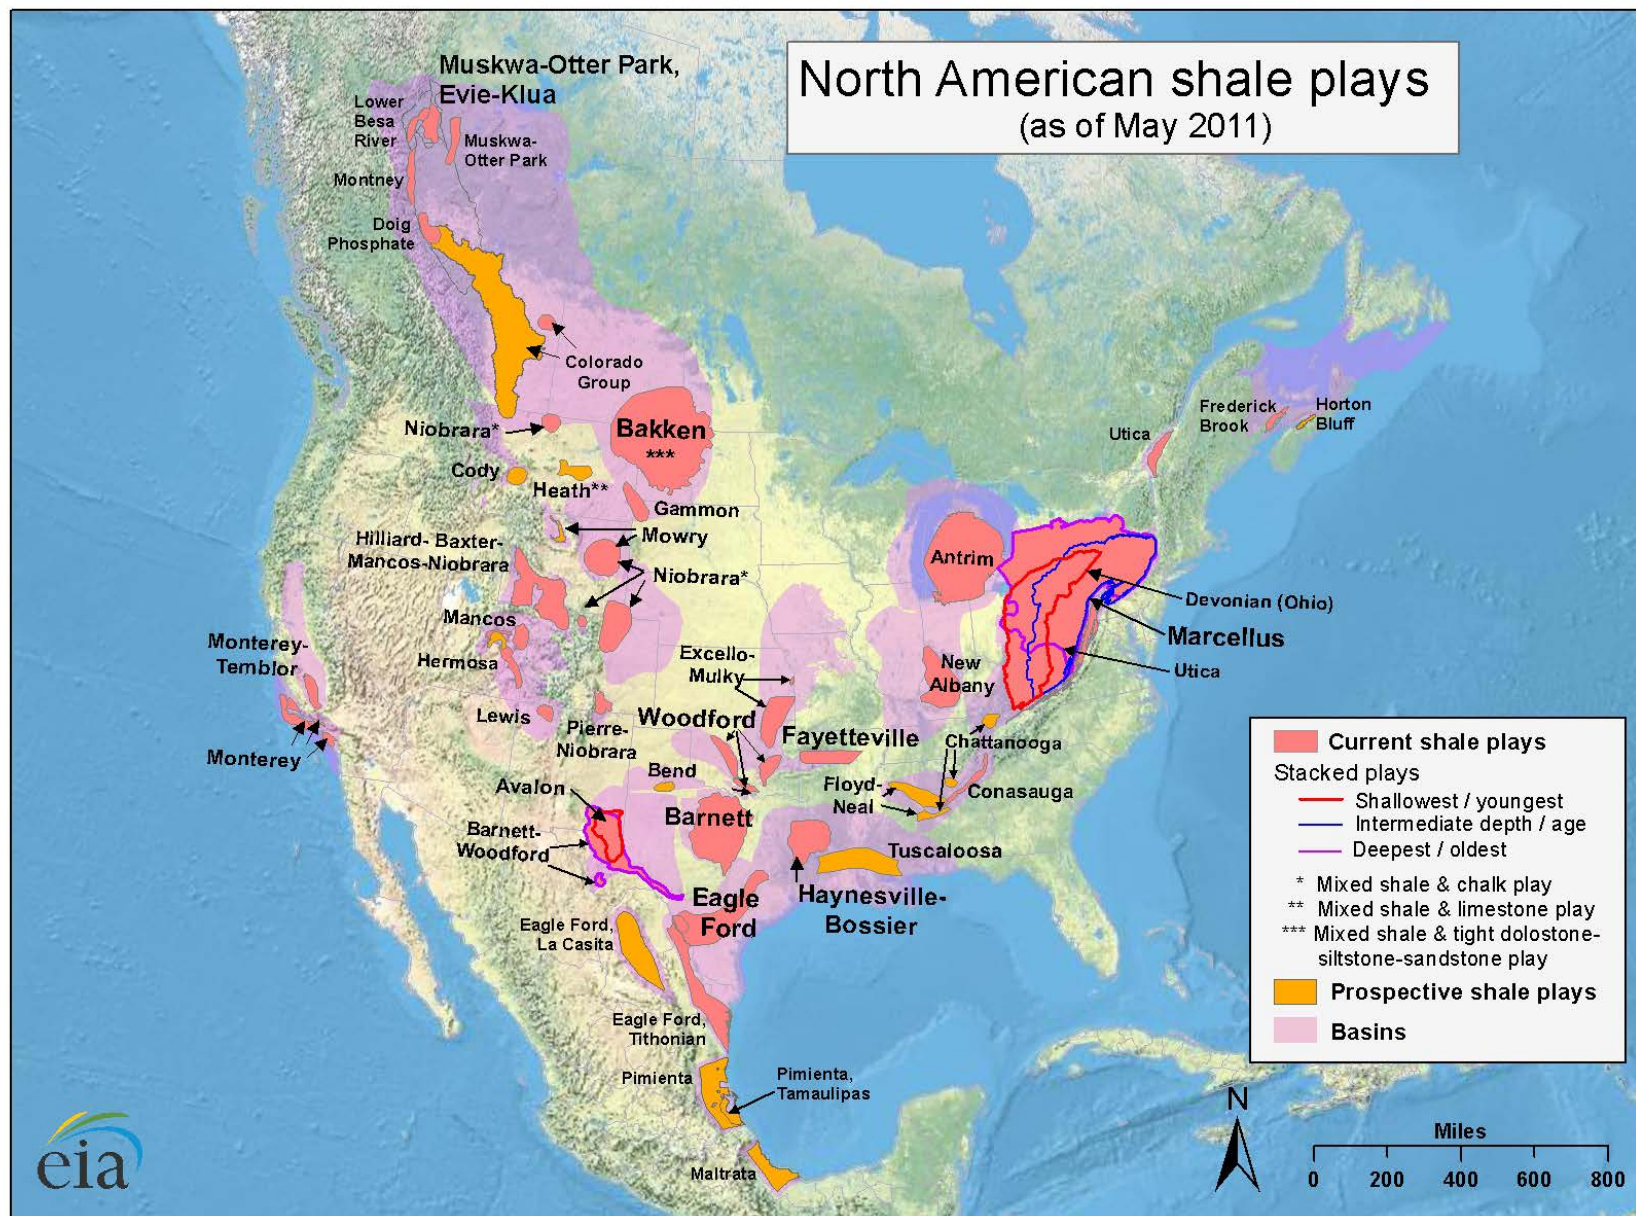 North American shale plays
(as of May 2011)
Muskwa-Otter Park,
Evie-Klua
Lower
Besa
River
Muskwa-
Otter Park
Montney
Doig
Phosphate
Colorado
Group
Niobrara*
Bakken
***
Cody
Heath**
Gammon
Mowry
Hilliard- Baxter-
Mancos-Niobrara
Niobrara*
Mancos
Hermosa
Monterey-
Temblor
Monterey
Lewis
Pierre-
Niobrara
Excello-
Mulky
Woodford
Fayetteville
Bend
Avalon
Barnett
Barnett-
Woodford
Antrim
New
Albany
Chattanooga
Floyd-
Neal
Conasauga
Tuscaloosa
Haynesville-
Bossier
Eagle
Ford
Eagle Ford,
La Casita
Eagle Ford,
Tithonian
Pimienta
Pimienta,
Tamaulipas
Maltrata
Utica
Frederick
Brook
Horton
Bluff
Devonian (Ohio)
Marcellus
Utica
Current shale plays
Stacked plays
Shallowest / youngest
Intermediate depth / age
Deepest / oldest
* Mixed shale & chalk play
** Mixed shale & limestone play
*** Mixed shale & tight dolostone-
siltstone-sandstone play
Prospective shale plays
Basins
N
Miles
0 200 400 600 800
eia